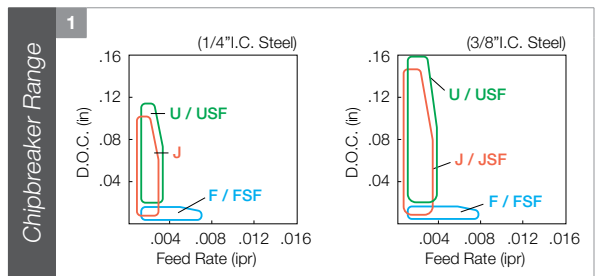 Chipbreaker Range
1
(1/4"I.C. Steel)
.16
.12
.08
.04
D.O.C. (in)
U / USF
J
F / FSF
.004 .008 .012 .016
Feed Rate (ipr)
(3/8"I.C. Steel)
.16
.12
.08
.04
D.O.C. (in)
U / USF
J / JSF
F / FSF
.004 .008 .012 .016
Feed Rate (ipr)